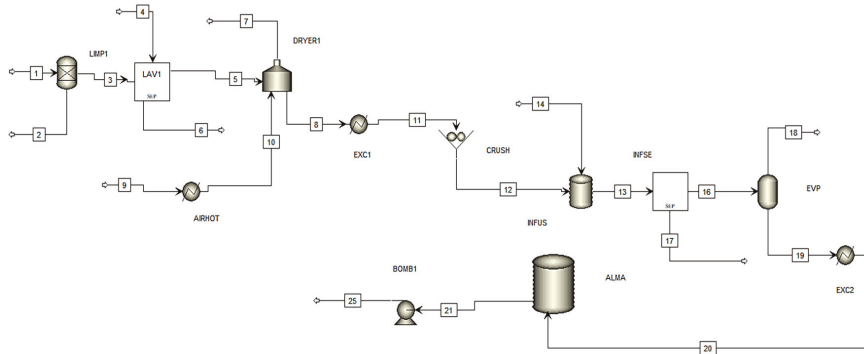 4
7
DRYER1
LIMP1
1
3
LAV1
SEP
5
2
6
8
11
14
18
10
EXC1
CRUSH
INFSE
9
12
13
SEP
16
EVP
AIRHOT
INFUS
17
19
BOMB1
ALMA
EXC2
25
21
20